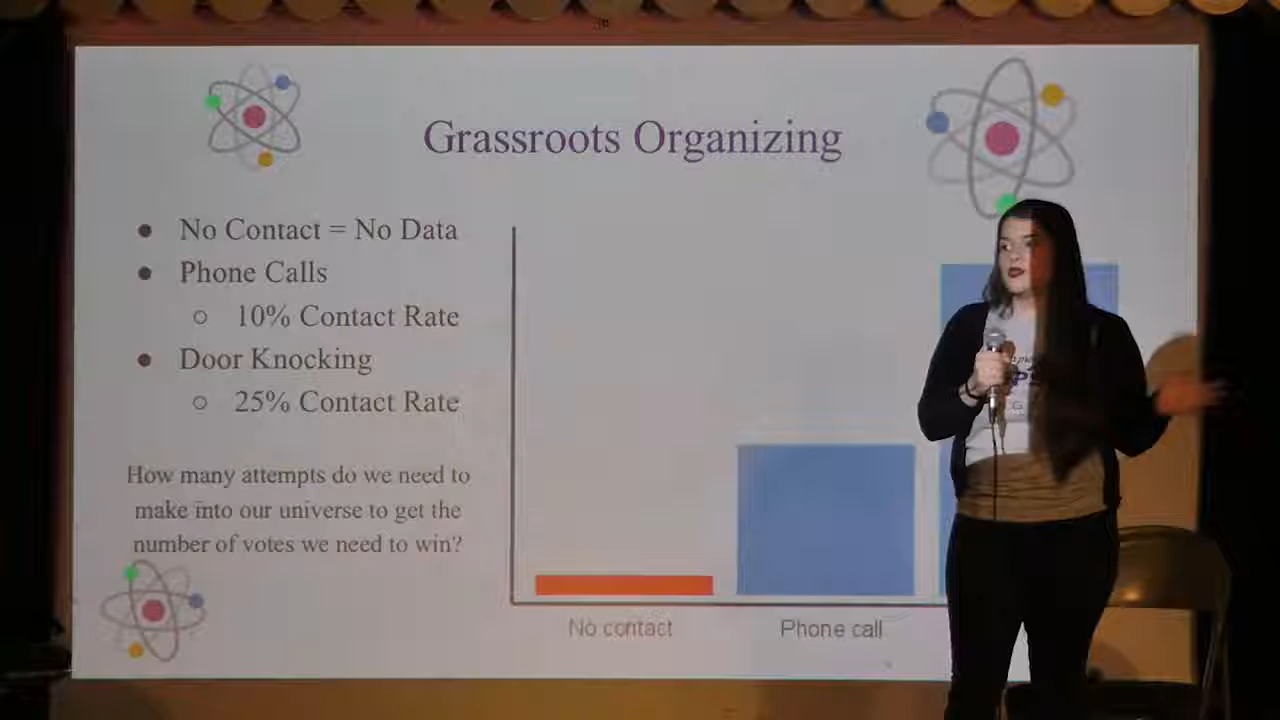 Grassroots Organizing
● No Contact = No Data
● Phone Calls
○ 10% Contact Rate
● Door Knocking
○ 25% Contact Rate
How many attempts do we need to
make into our universe to get the
number of votes we need to win?
No contact
Phone call